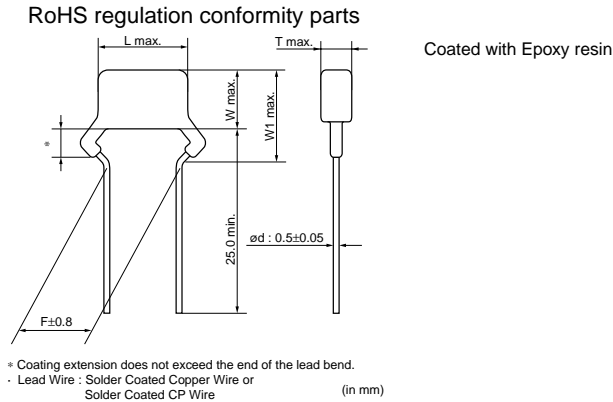 RoHS regulation conformity parts
L max.
T max.
Coated with Epoxy resin
W max.
W1 max.
*
25.0 min.
ød : 0.5±0.05
F±0.8
* Coating extension does not exceed the end of the lead bend.
· Lead Wire : Solder Coated Copper Wire or
Solder Coated CP Wire
(in mm)